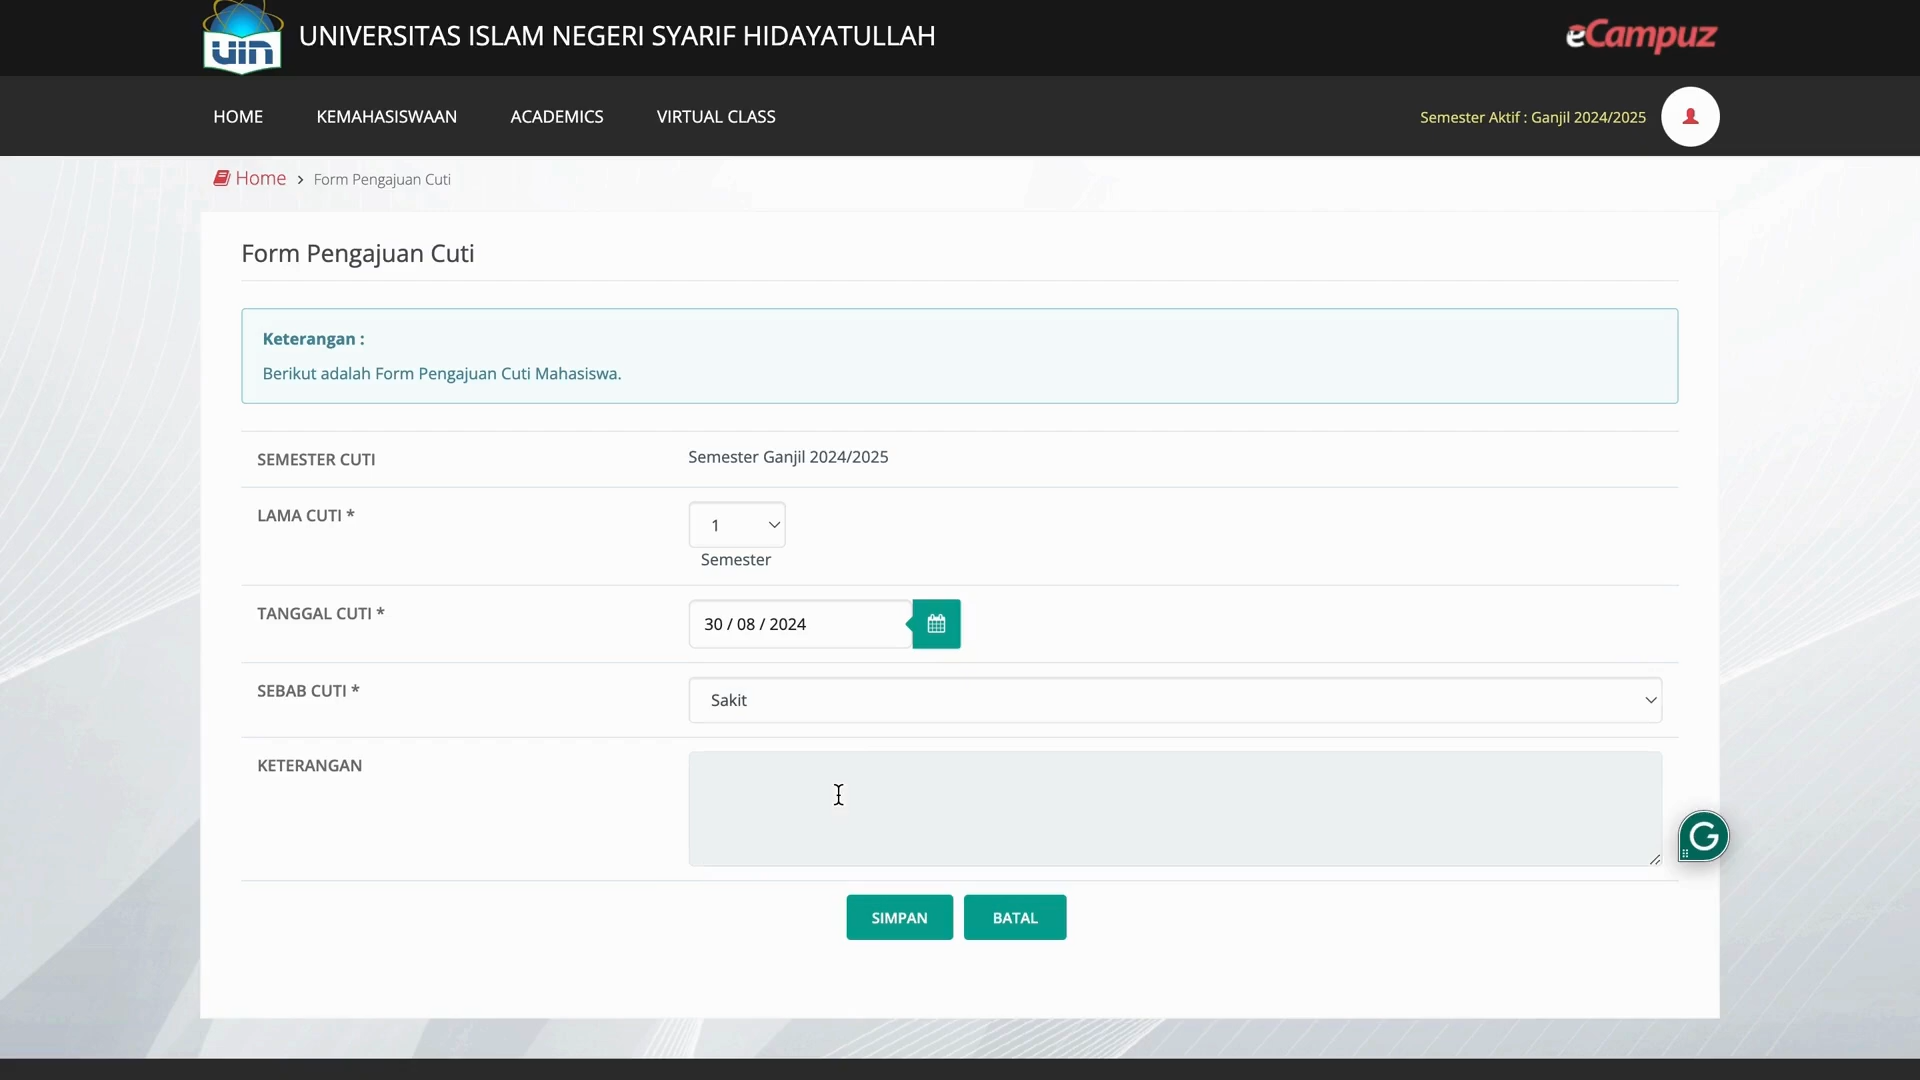 uin
UNIVERSITAS ISLAM NEGERI SYARIF HIDAYATULLAH
eCampuz
HOME
KEMAHASISWAAN
ACADEMICS
VIRTUAL CLASS
Semester Aktif : Ganjil 2024/2025
Home > Form Pengajuan Cuti
Form Pengajuan Cuti
Keterangan :
Berikut adalah Form Pengajuan Cuti Mahasiswa.
SEMESTER CUTI
Semester Ganjil 2024/2025
LAMA CUTI *
1
Semester
TANGGAL CUTI *
30 / 08 / 2024
SEBAB CUTI *
Sakit
KETERANGAN
G
SIMPAN
BATAL